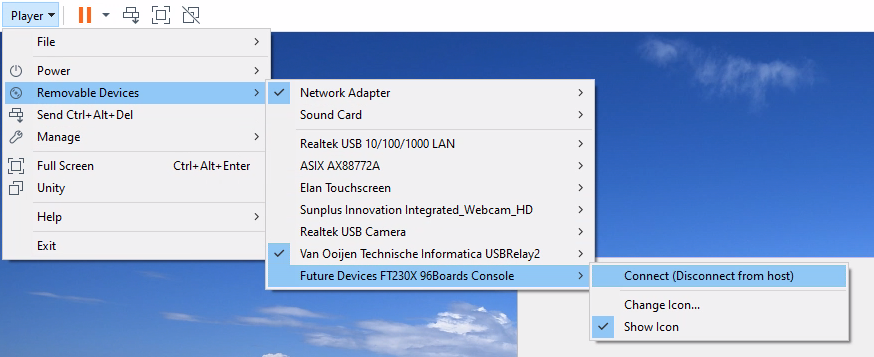 Player
File
Power
Removable Devices
Send Ctrl+Alt+Del
Manage
Full Screen Ctrl+Alt+Enter
Unity
Help
Exit
Network Adapter
Sound Card
Realtek USB 10/100/1000 LAN
ASIX AX88772A
Elan Touchscreen
Sunplus Innovation Integrated_Webcam_HD
Realtek USB Camera
Van Ooijen Technische Informatica USBRelay2
Future Devices FT230X 96Boards Console
Connect (Disconnect from host)
Change Icon...
Show Icon